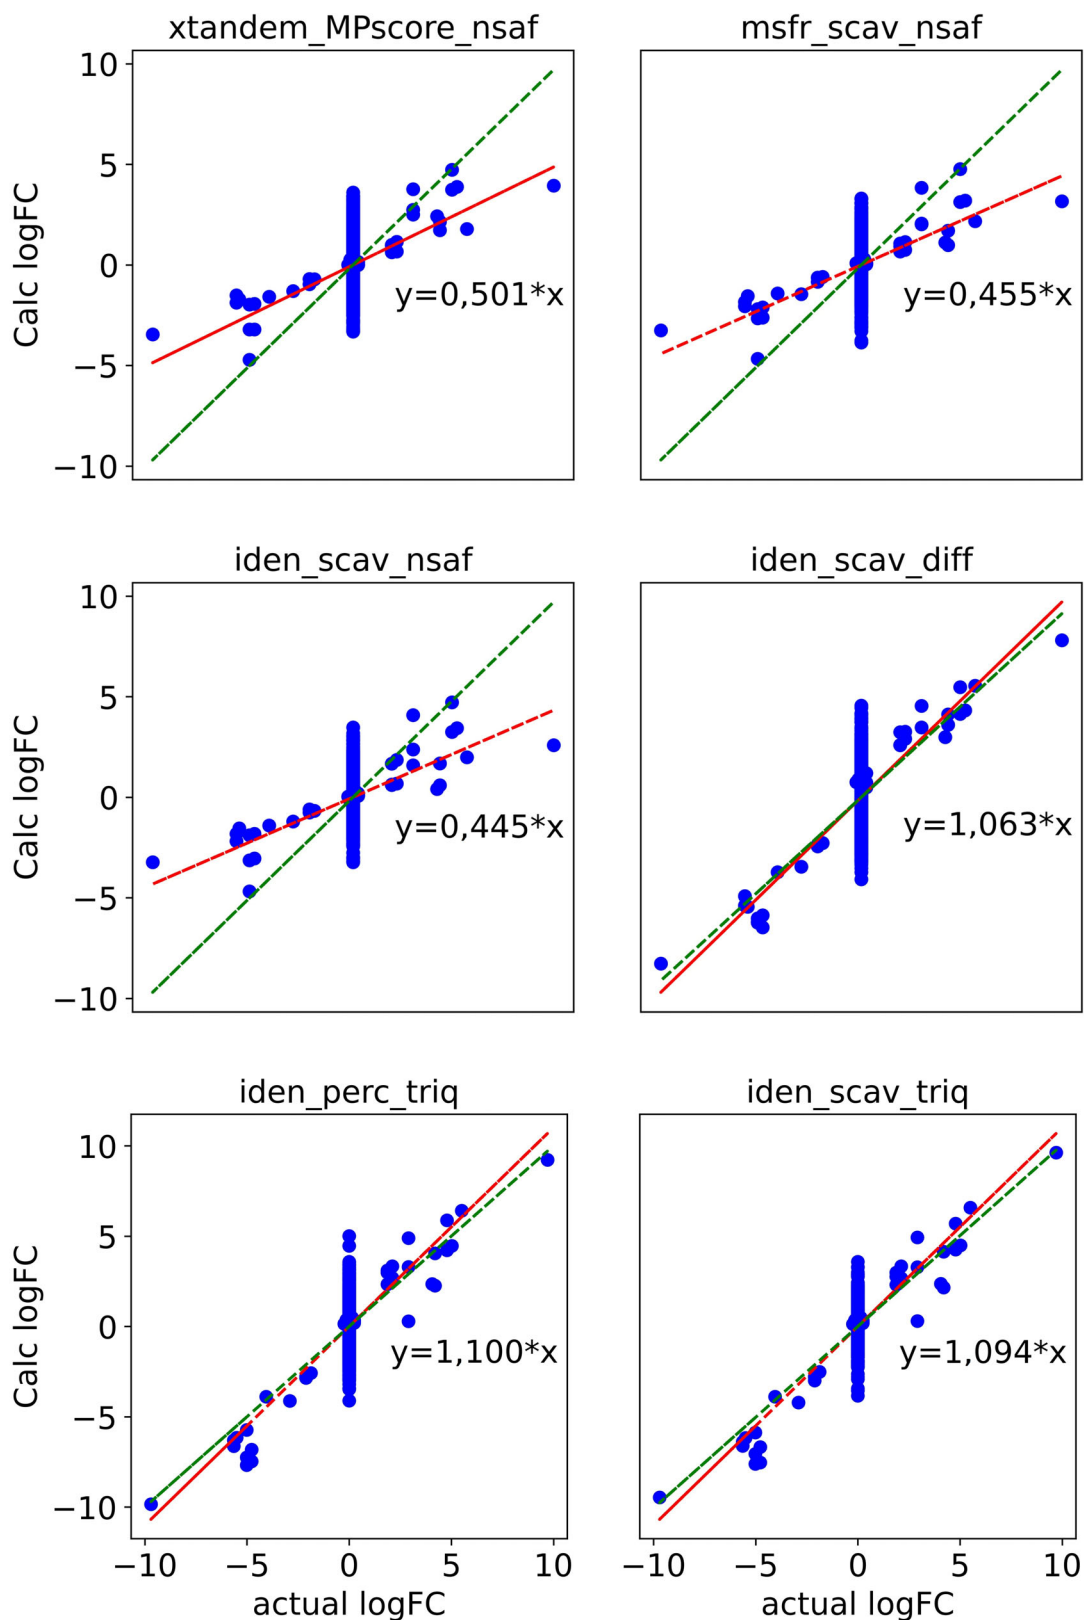 xtandem_MPscore_nsaf
msfr_scav_nsaf
10
5
0
−5
−10
Calc logFC
y=0,501*x
y=0,455*x
iden_scav_nsaf
iden_scav_diff
10
5
0
−5
−10
Calc logFC
y=0,445*x
y=1,063*x
iden_perc_triq
iden_scav_triq
10
5
0
−5
−10
Calc logFC
y=1,100*x
y=1,094*x
−10 −5 0 5 10
−10 −5 0 5 10
actual logFC
actual logFC